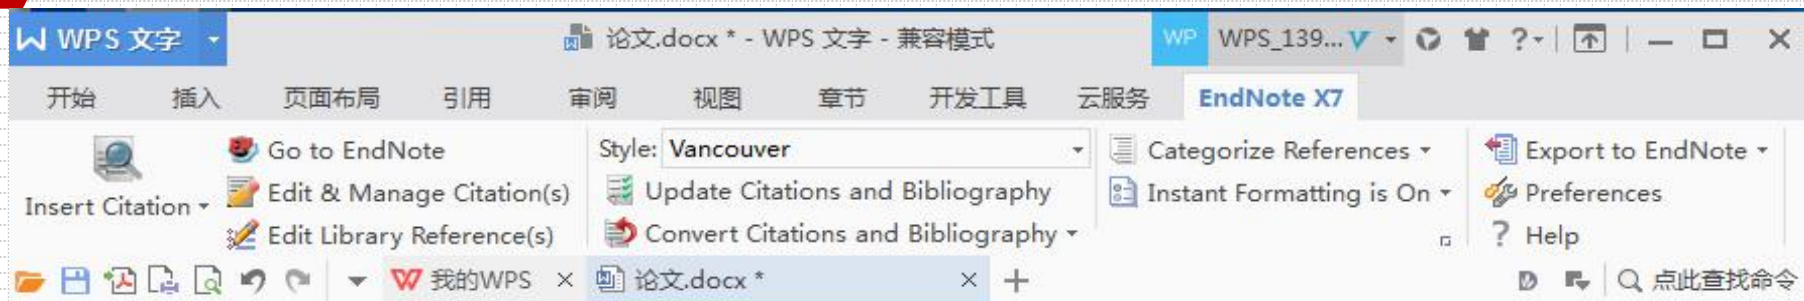 WPS 文字
论文.docx * - WPS 文字 - 兼容模式
WP WPS_139... ?
开始 插入 页面布局 引用 审阅 视图 章节 开发工具 云服务 EndNote X7
Insert Citation
Go to EndNote
Edit & Manage Citation(s)
Edit Library Reference(s)
Style: Vancouver
Update Citations and Bibliography
Convert Citations and Bibliography
Categorize References
Instant Formatting is On
Export to EndNote
Preferences
? Help
我的WPS × 论文.docx * × + 点此查找命令